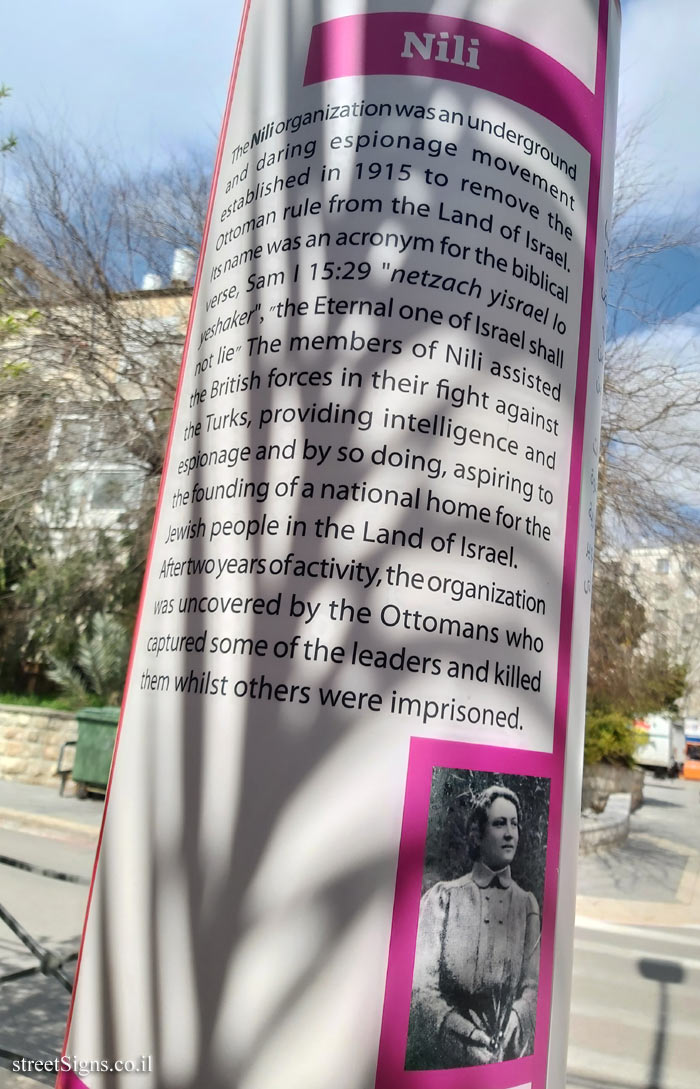 Nili
The Nili organization was an underground
and daring espionage movement
established in 1915 to remove the
Ottoman rule from the Land of Israel.
Its name was an acronym for the biblical
verse, Sam I 15:29 "netzach yisrael lo
yeshaker", "the Eternal one of Israel shall
not lie" The members of Nili assisted
the British forces in their fight against
the Turks, providing intelligence and
espionage and by so doing, aspiring to
the founding of a national home for the
Jewish people in the Land of Israel.
After two years of activity, the organization
was uncovered by the Ottomans who
captured some of the leaders and killed
them whilst others were imprisoned.
streetSigns.co.il